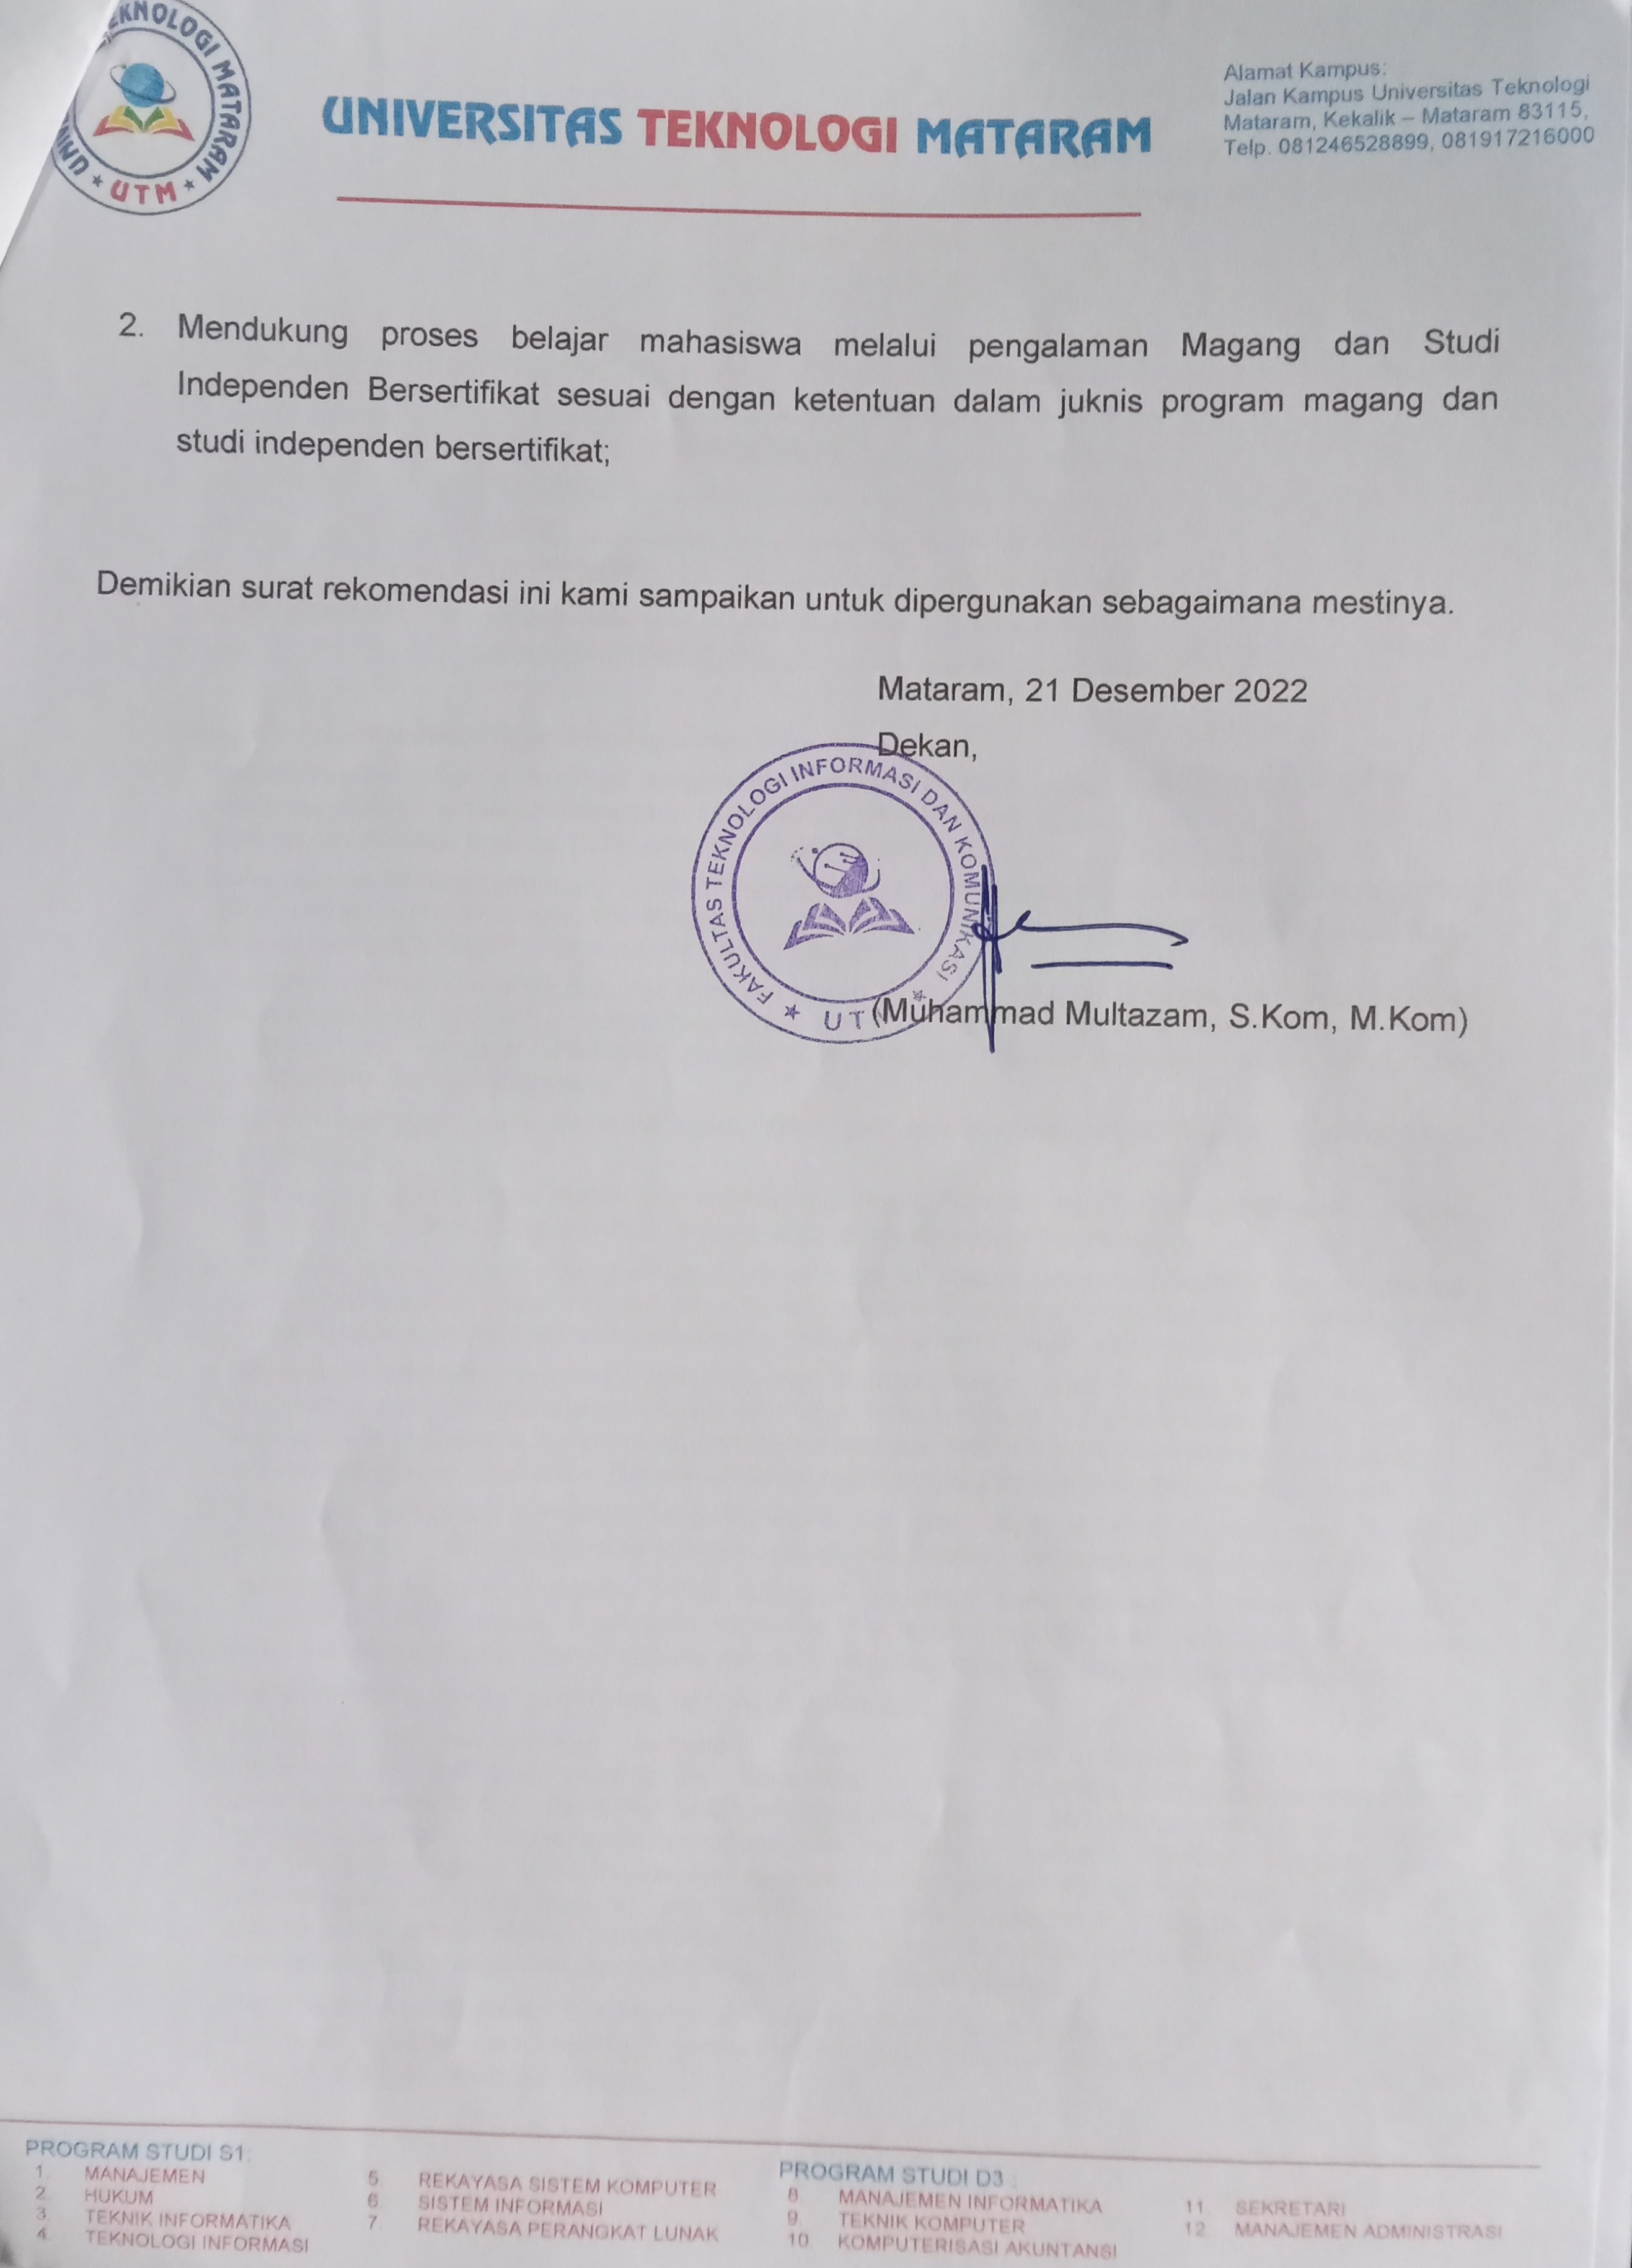 EKNOLOGI MATARAM
★ UTM ★
UNIVERSITAS TEKNOLOGI MATARAM
Alamat Kampus:
Jalan Kampus Universitas Teknologi
Mataram, Kekalik – Mataram 83115,
Telp. 081246528899, 081917216000
2. Mendukung proses belajar mahasiswa melalui pengalaman Magang dan Studi
Independen Bersertifikat sesuai dengan ketentuan dalam juknis program magang dan
studi independen bersertifikat;
Demikian surat rekomendasi ini kami sampaikan untuk dipergunakan sebagaimana mestinya.
Mataram, 21 Desember 2022
Dekan,
FAKULTAS TEKNOLOGI INFORMASI DAN KOMUNIKASI
(Muhammad Multazam, S.Kom, M.Kom)
PROGRAM STUDI S1:
1. MANAJEMEN
2. HUKUM
3. TEKNIK INFORMATIKA
4. TEKNOLOGI INFORMASI
5. REKAYASA SISTEM KOMPUTER
6. SISTEM INFORMASI
7. REKAYASA PERANGKAT LUNAK
PROGRAM STUDI D3 :
8. MANAJEMEN INFORMATIKA
9. TEKNIK KOMPUTER
10. KOMPUTERISASI AKUNTANSI
11. SEKRETARI
12. MANAJEMEN ADMINISTRASI